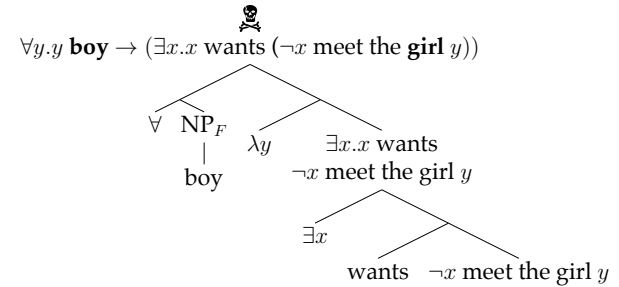 ☠
∀y.y boy → (∃x.x wants (¬x meet the girl y))
∀ NP_F λy ∃x.x wants
¬x meet the girl y
boy
∃x
wants ¬x meet the girl y